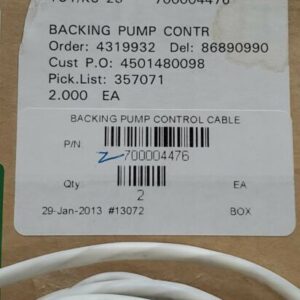 700004476
BACKING PUMP CONTR
Order: 4319932 Del: 86890990
Cust P.O: 4501480098
Pick.List: 357071
2.000 EA
BACKING PUMP CONTROL CABLE
P/N
700004476
Qty EA
2
29-Jan-2013 #13072 BOX